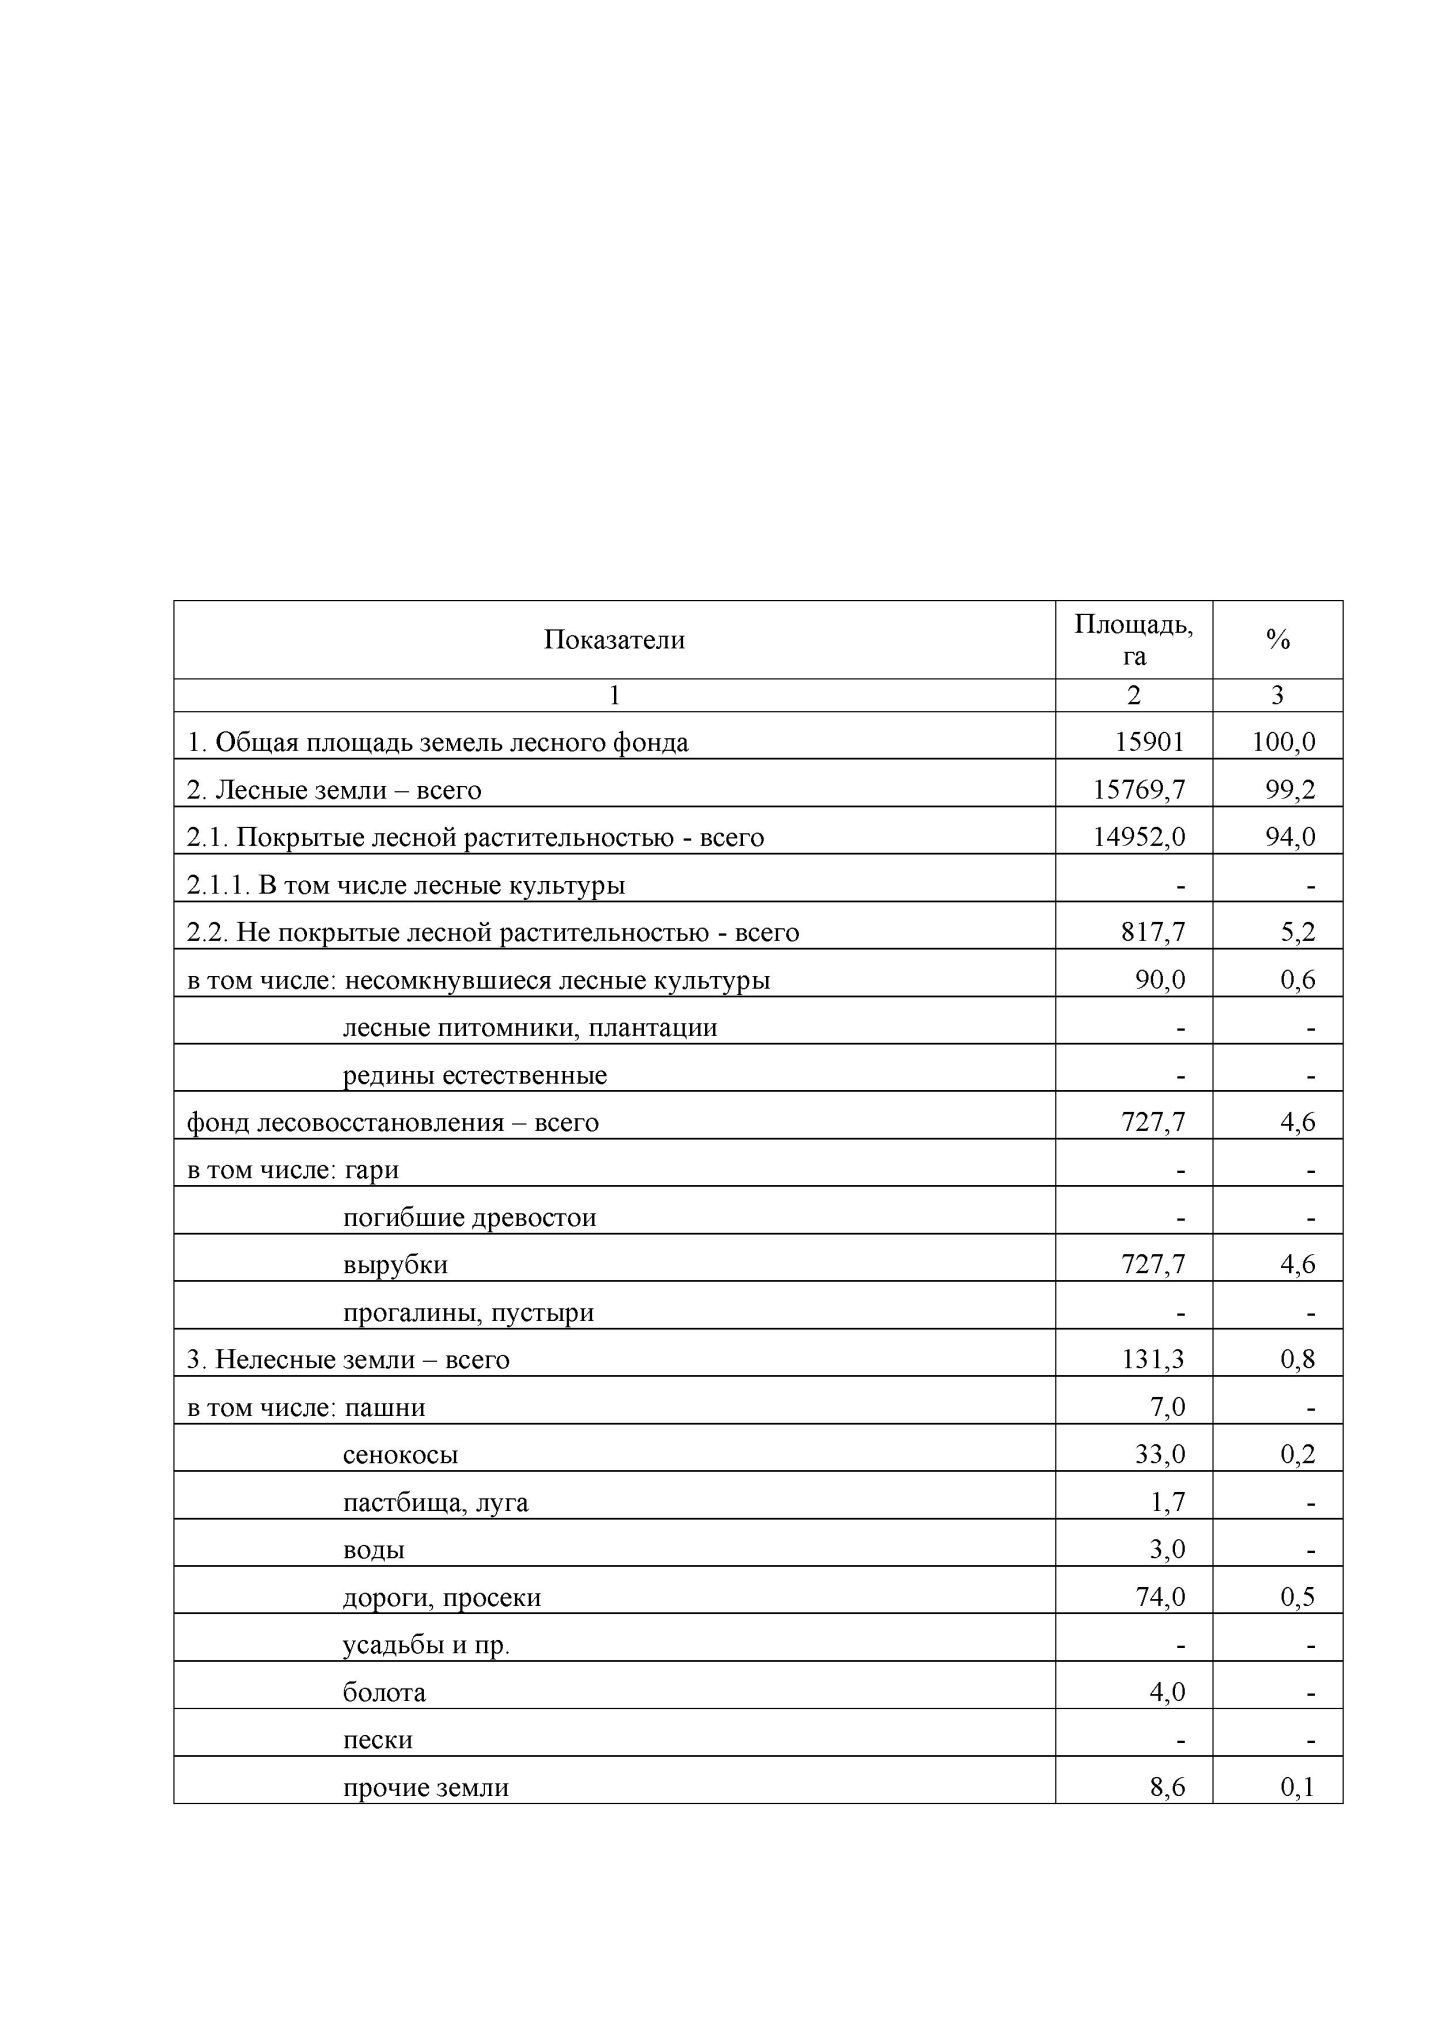 Показатели Площадь, га %
1 2 3
1. Общая площадь земель лесного фонда 15901 100,0
2. Лесные земли – всего 15769,7 99,2
2.1. Покрытые лесной растительностью - всего 14952,0 94,0
2.1.1. В том числе лесные культуры - -
2.2. Не покрытые лесной растительностью - всего 817,7 5,2
в том числе: несомкнувшиеся лесные культуры 90,0 0,6
лесные питомники, плантации - -
редины естественные - -
фонд лесовосстановления – всего 727,7 4,6
в том числе: гари - -
погибшие древостои - -
вырубки 727,7 4,6
прогалины, пустыри - -
3. Нелесные земли – всего 131,3 0,8
в том числе: пашни 7,0 -
сенокосы 33,0 0,2
пастбища, луга 1,7 -
воды 3,0 -
дороги, просеки 74,0 0,5
усадьбы и пр. - -
болота 4,0 -
пески - -
прочие земли 8,6 0,1